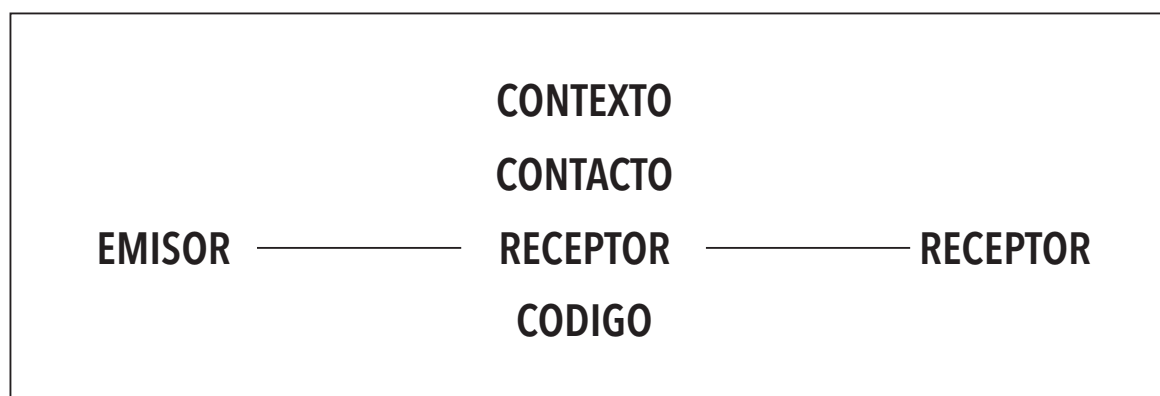 CONTEXTO
CONTACTO
EMISOR RECEPTOR RECEPTOR
CODIGO